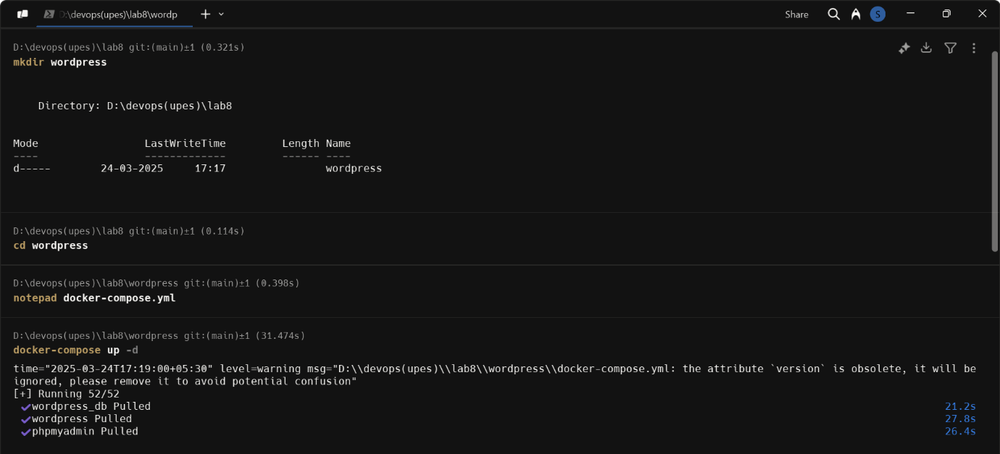 D:\devops(upes)\lab8\wordp
Share
S
D:\devops(upes)\lab8 git:(main)±1 (0.321s)
mkdir wordpress
Directory: D:\devops(upes)\lab8
Mode LastWriteTime Length Name
---- ------------- ------ ----
d----- 24-03-2025 17:17 wordpress
D:\devops(upes)\lab8 git:(main)±1 (0.114s)
cd wordpress
D:\devops(upes)\lab8\wordpress git:(main)±1 (0.398s)
notepad docker-compose.yml
D:\devops(upes)\lab8\wordpress git:(main)±1 (31.474s)
docker-compose up -d
time="2025-03-24T17:19:00+05:30" level=warning msg="D:\\devops(upes)\\lab8\\wordpress\\docker-compose.yml: the attribute `version` is obsolete, it will be
ignored, please remove it to avoid potential confusion"
[+] Running 52/52
✔wordpress_db Pulled 21.2s
✔wordpress Pulled 27.8s
✔phpmyadmin Pulled 26.4s